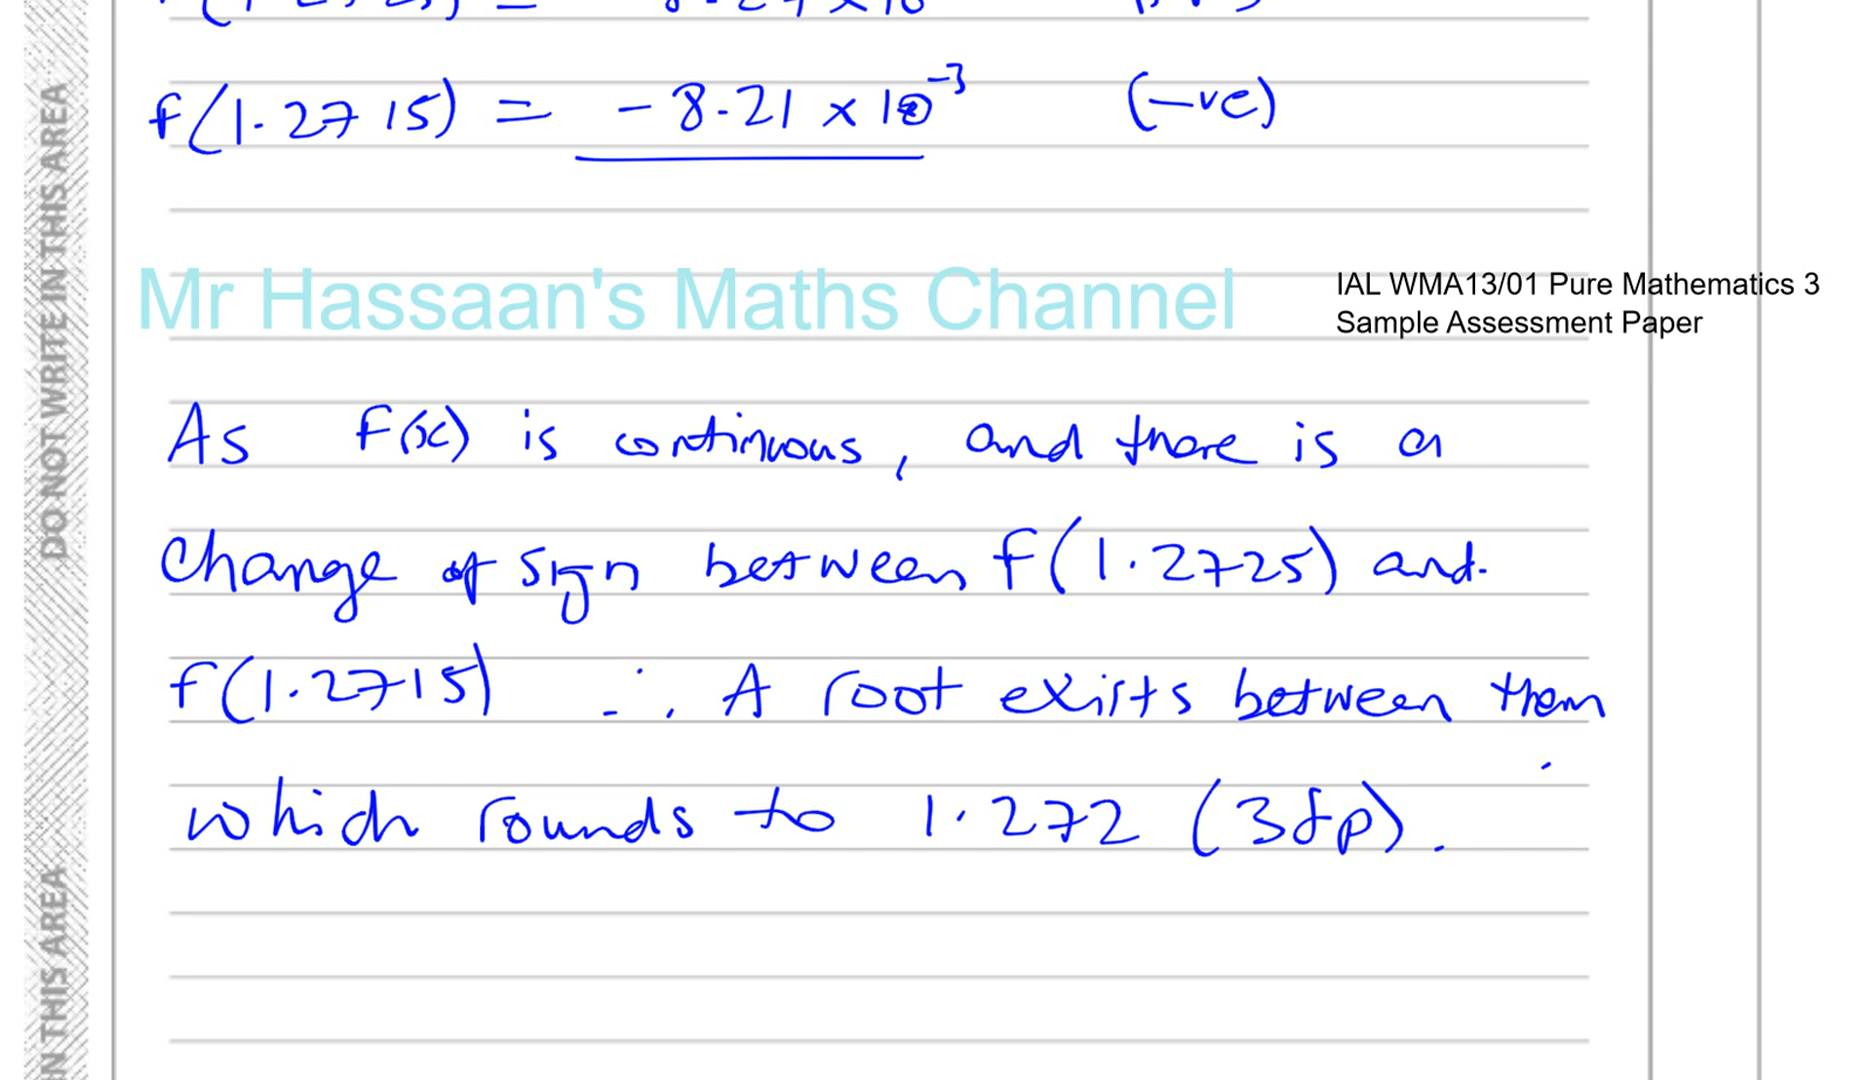 f(1.2715) = -8.21 × 10⁻³ (-ve)
Mr Hassaan's Maths Channel
IAL WMA13/01 Pure Mathematics 3
Sample Assessment Paper
As f(x) is continuous, and there is a
change of sign between f(1.2725) and
f(1.2715) ∴ A root exists between them
which rounds to 1.272 (3dp).
DO NOT WRITE IN THIS AREA
IN THIS AREA